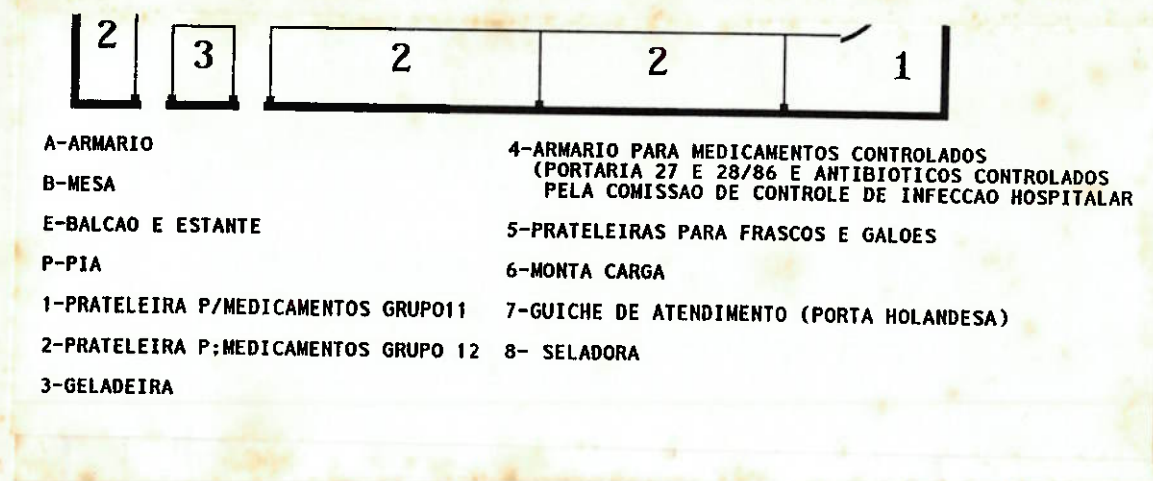 2
3
2
2
1
A-ARMARIO
B-MESA
E-BALCAO E ESTANTE
P-PIA
1-PRATELEIRA P/MEDICAMENTOS GRUPO11
2-PRATELEIRA P;MEDICAMENTOS GRUPO 12
3-GELADEIRA
4-ARMARIO PARA MEDICAMENTOS CONTROLADOS
(PORTARIA 27 E 28/86 E ANTIBIOTICOS CONTROLADOS
PELA COMISSAO DE CONTROLE DE INFECCAO HOSPITALAR
5-PRATELEIRAS PARA FRASCOS E GALOES
6-MONTA CARGA
7-GUICHE DE ATENDIMENTO (PORTA HOLANDESA)
8- SELADORA